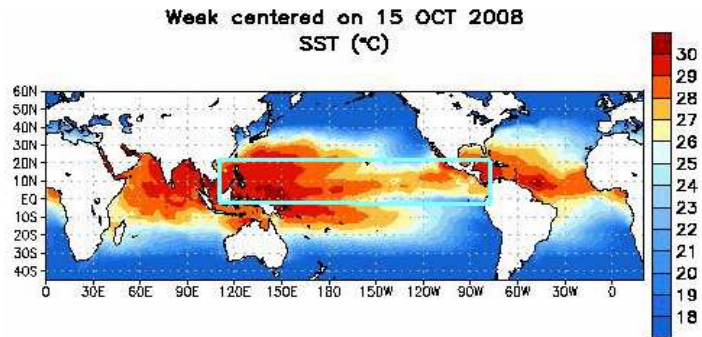 Week centered on 15 OCT 2008
SST (°C)
60N
50N
40N
30N
20N
10N
EQ
10S
20S
30S
40S
0 30E 60E 90E 120E 150E 180 150W 120W 90W 60W 30W 0
30
29
28
27
26
25
24
23
22
21
20
19
18